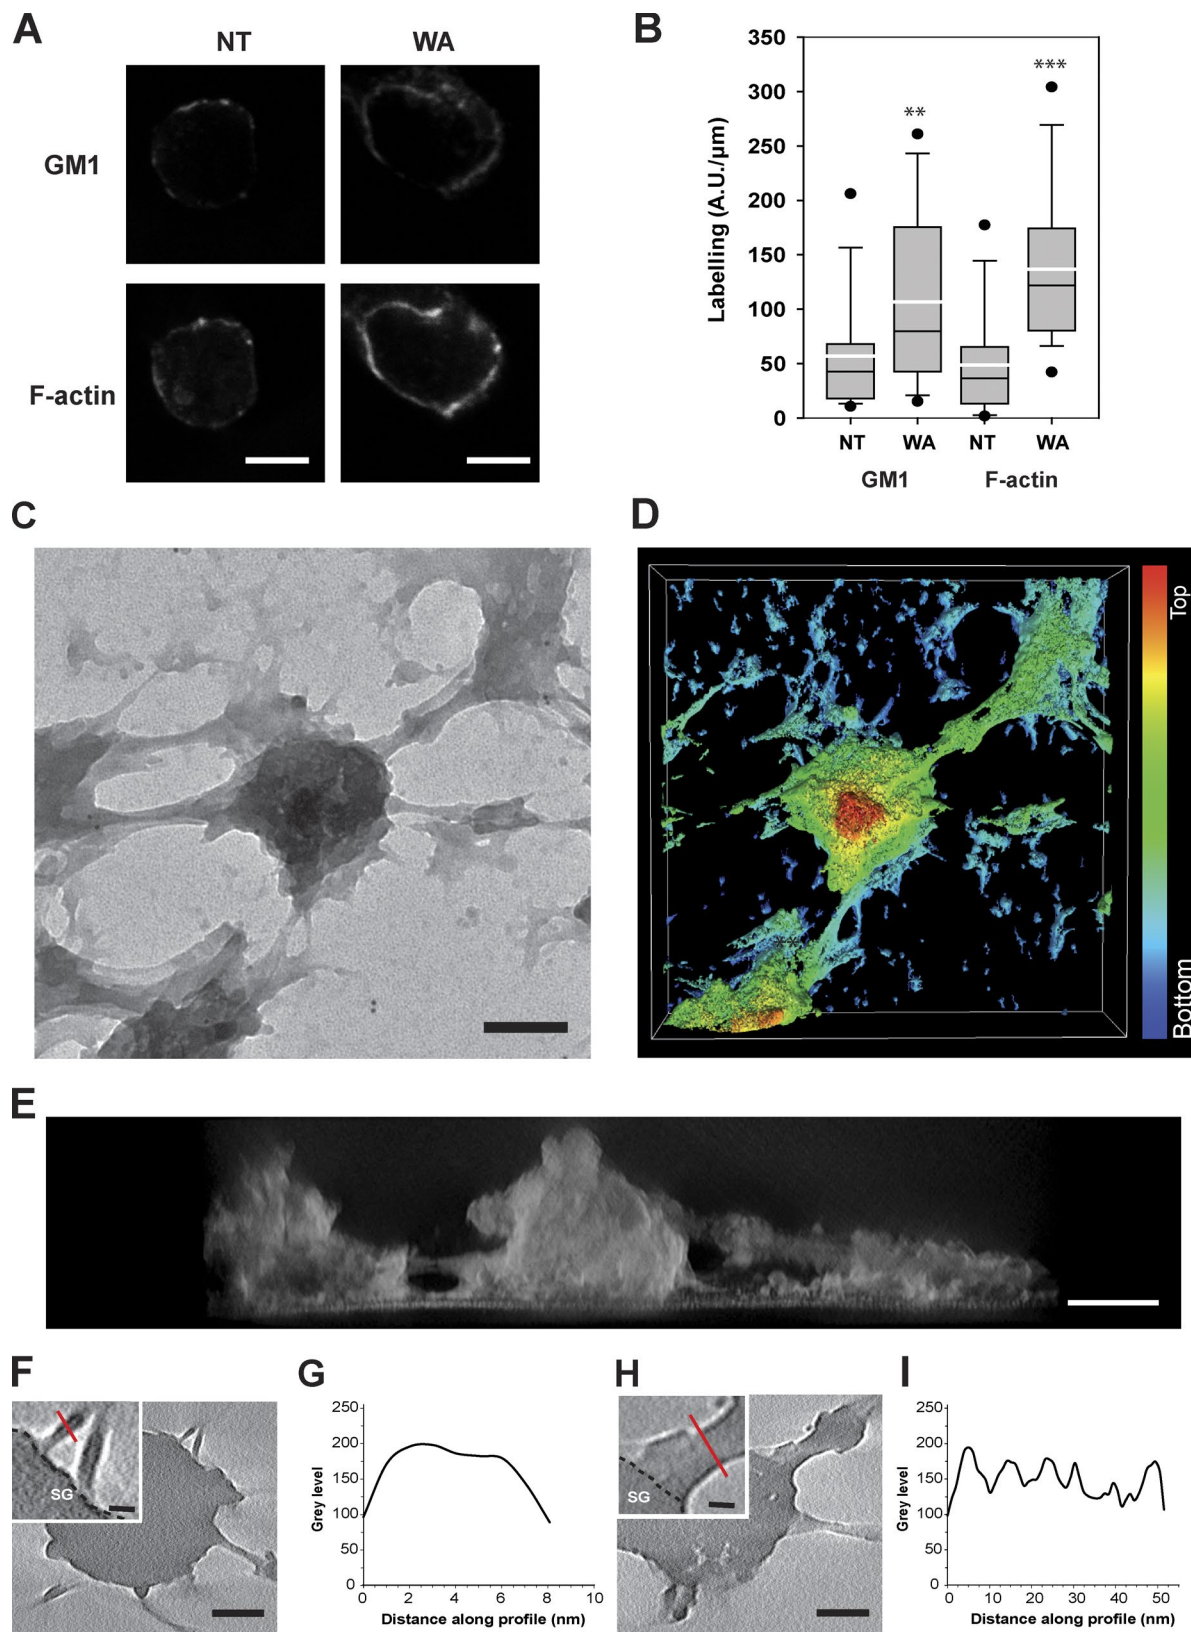 A
NT
WA
GM1
F-actin
B
Labelling (A.U./µm)
350
300
250
200
150
100
50
0
**
***
NT
WA
NT
WA
GM1
F-actin
C
D
**
Top
Bottom
E
F
SG
G
Grey level
250
200
150
100
50
0
0 2 4 6 8 10
Distance along profile (nm)
H
SG
I
Grey level
250
200
150
100
50
0
0 10 20 30 40 50
Distance along profile (nm)